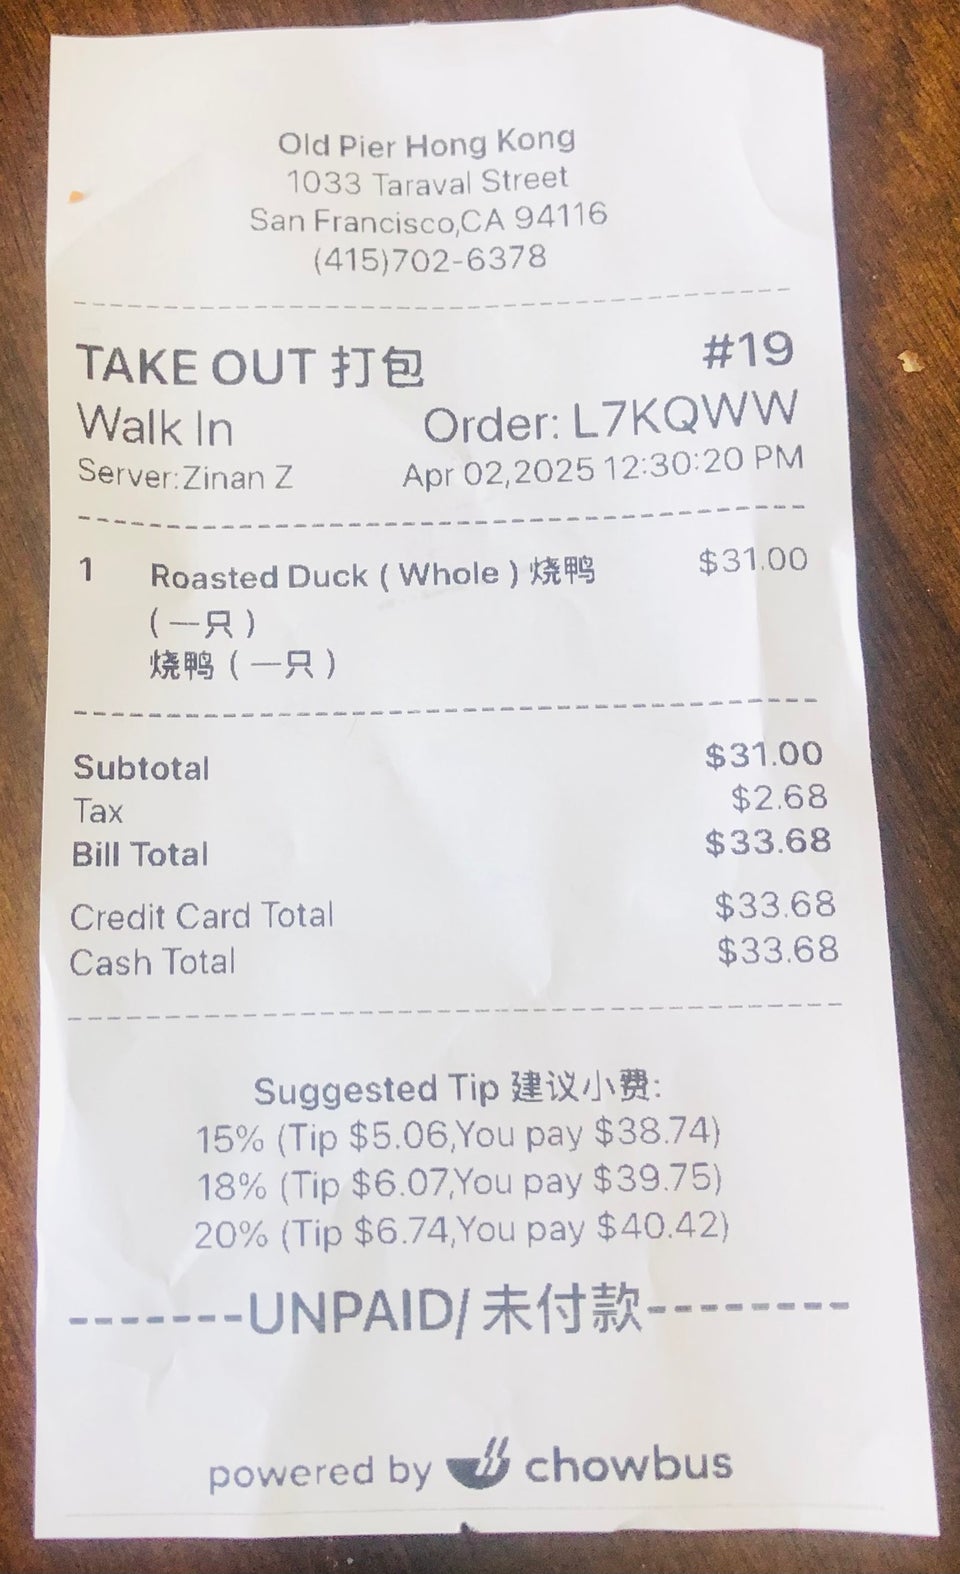 Old Pier Hong Kong
1033 Taraval Street
San Francisco,CA 94116
(415)702-6378
TAKE OUT 打包 #19
Walk In Order: L7KQWW
Server:Zinan Z Apr 02,2025 12:30:20 PM
1 Roasted Duck ( Whole ) 烧鸭 $31.00
( 一只 )
烧鸭 ( 一只 )
Subtotal $31.00
Tax $2.68
Bill Total $33.68
Credit Card Total $33.68
Cash Total $33.68
Suggested Tip 建议小费:
15% (Tip $5.06,You pay $38.74)
18% (Tip $6.07,You pay $39.75)
20% (Tip $6.74,You pay $40.42)
-------UNPAID/ 未付款--------
powered by chowbus